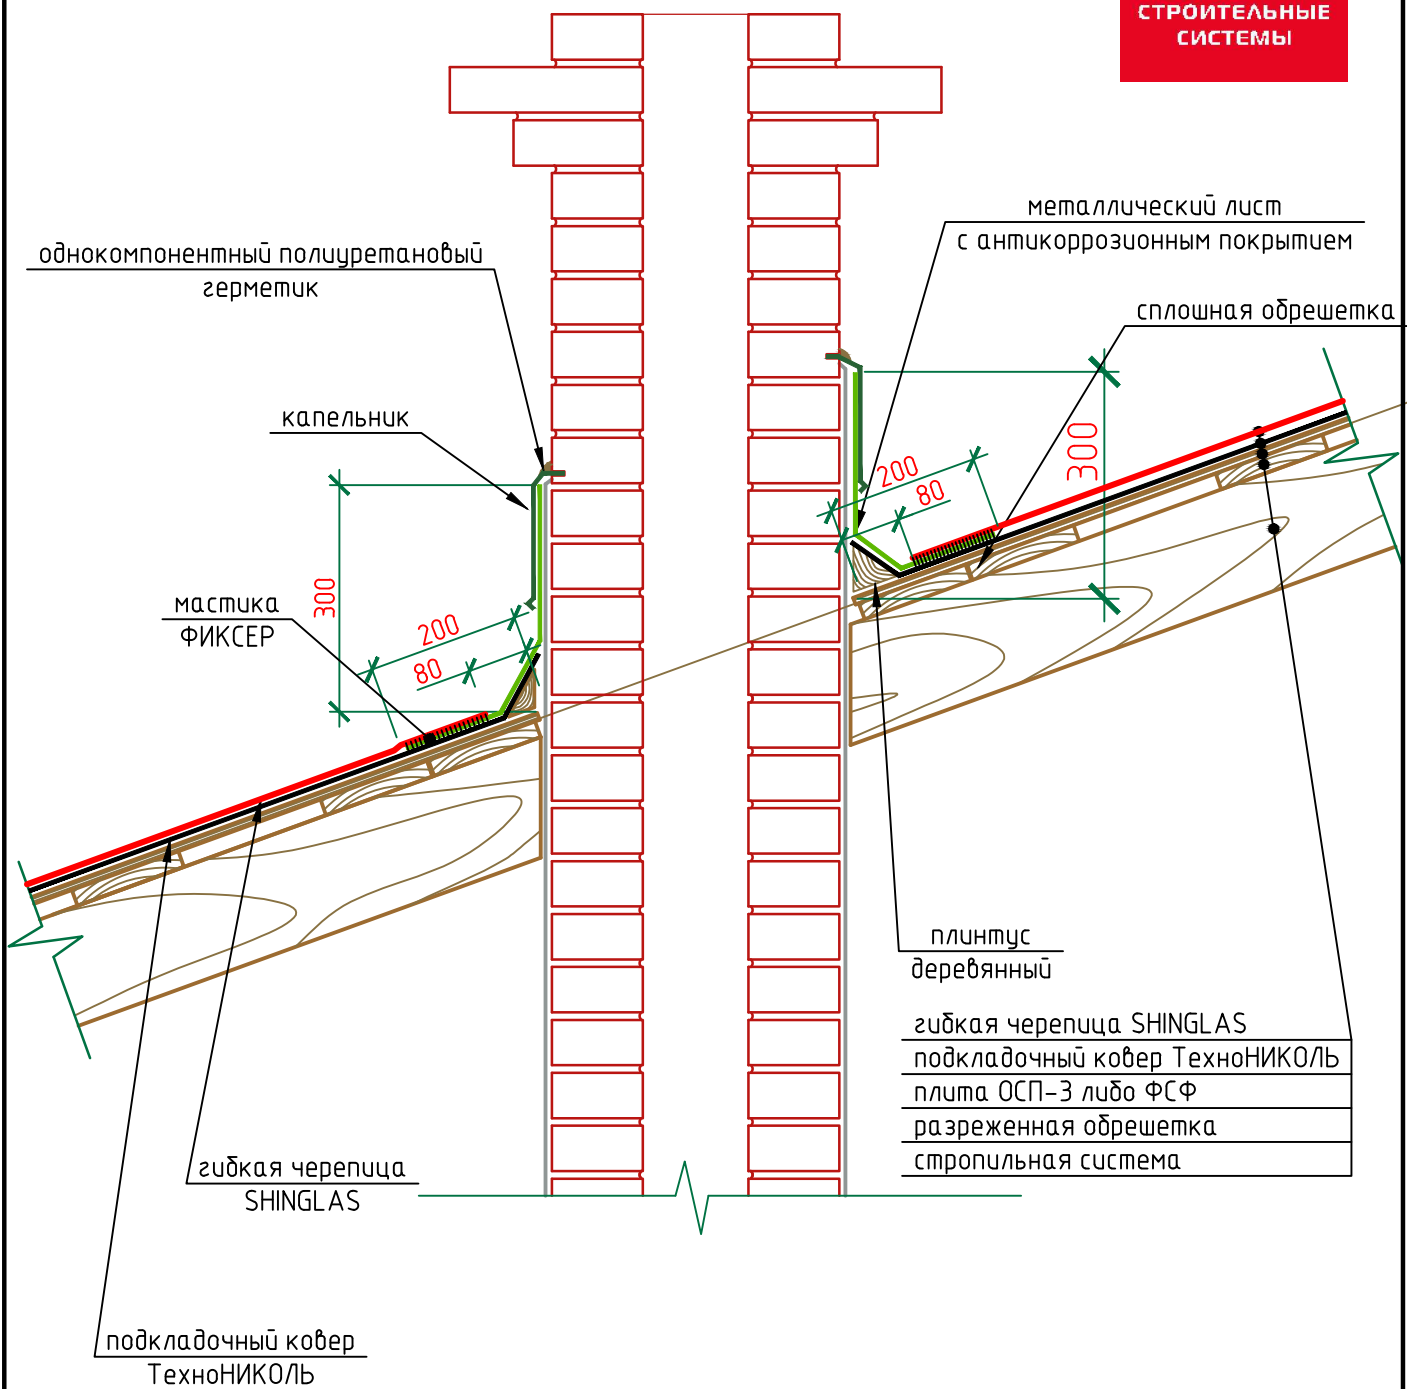 СТРОИТЕЛЬНЫЕ
СИСТЕМЫ
металлический лист
с антикоррозионным покрытием
однокомпонентный полиуретановый
герметик
сплошная обрешетка
капельник
300
200
80
300
мастика
ФИКСЕР
200
80
плинтус
деревянный
гибкая черепица SHINGLAS
подкладочный ковер ТехноНИКОЛЬ
плита ОСП-3 либо ФСФ
разреженная обрешетка
стропильная система
гибкая черепица
SHINGLAS
подкладочный ковер
ТехноНИКОЛЬ